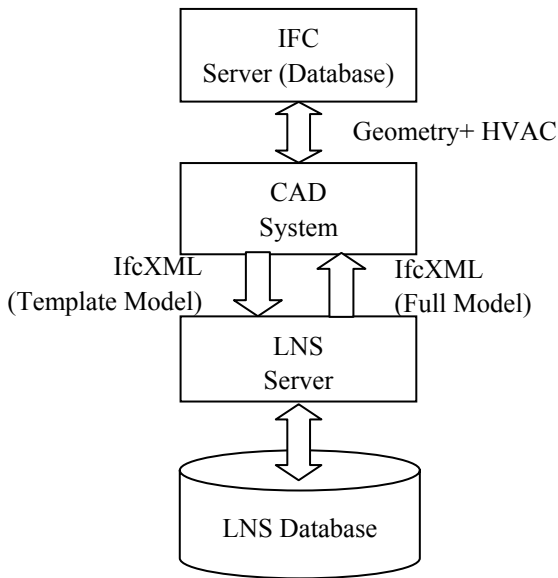 IFC
Server (Database)
Geometry+ HVAC
CAD
System
IfcXML
(Template Model)
IfcXML
(Full Model)
LNS
Server
LNS Database